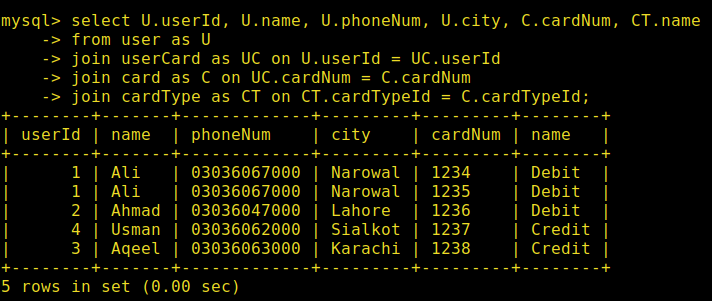 mysql> select U.userId, U.name, U.phoneNum, U.city, C.cardNum, CT.name
    -> from user as U
    -> join userCard as UC on U.userId = UC.userId
    -> join card as C on UC.cardNum = C.cardNum
    -> join cardType as CT on CT.cardTypeId = C.cardTypeId;
+--------+-------+-------------+---------+---------+--------+
| userId | name  | phoneNum    | city    | cardNum | name   |
+--------+-------+-------------+---------+---------+--------+
|      1 | Ali   | 03036067000 | Narowal | 1234    | Debit  |
|      1 | Ali   | 03036067000 | Narowal | 1235    | Debit  |
|      2 | Ahmad | 03036047000 | Lahore  | 1236    | Debit  |
|      4 | Usman | 03036062000 | Sialkot | 1237    | Credit |
|      3 | Aqeel | 03036063000 | Karachi | 1238    | Credit |
+--------+-------+-------------+---------+---------+--------+
5 rows in set (0.00 sec)